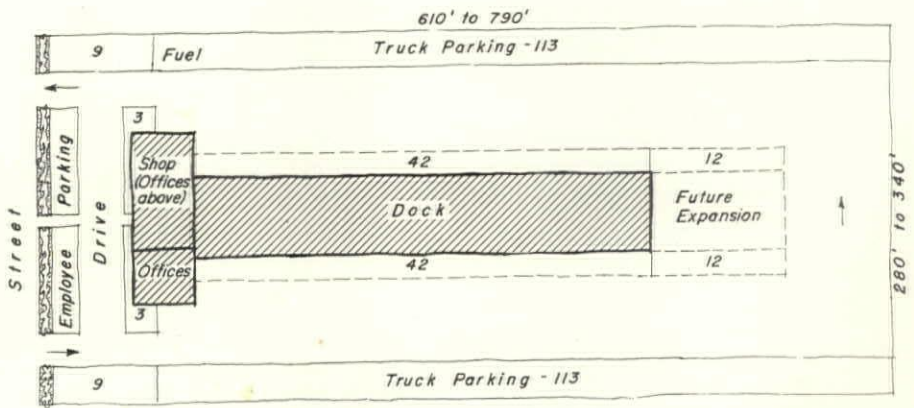 610' to 790'
9
Fuel
Truck Parking - 113
3
Street
Employee Parking
Drive
Shop
(Offices
above)
42
12
Dock
Future
Expansion
280' to 340'
Offices
42
12
3
9
Truck Parking - 113